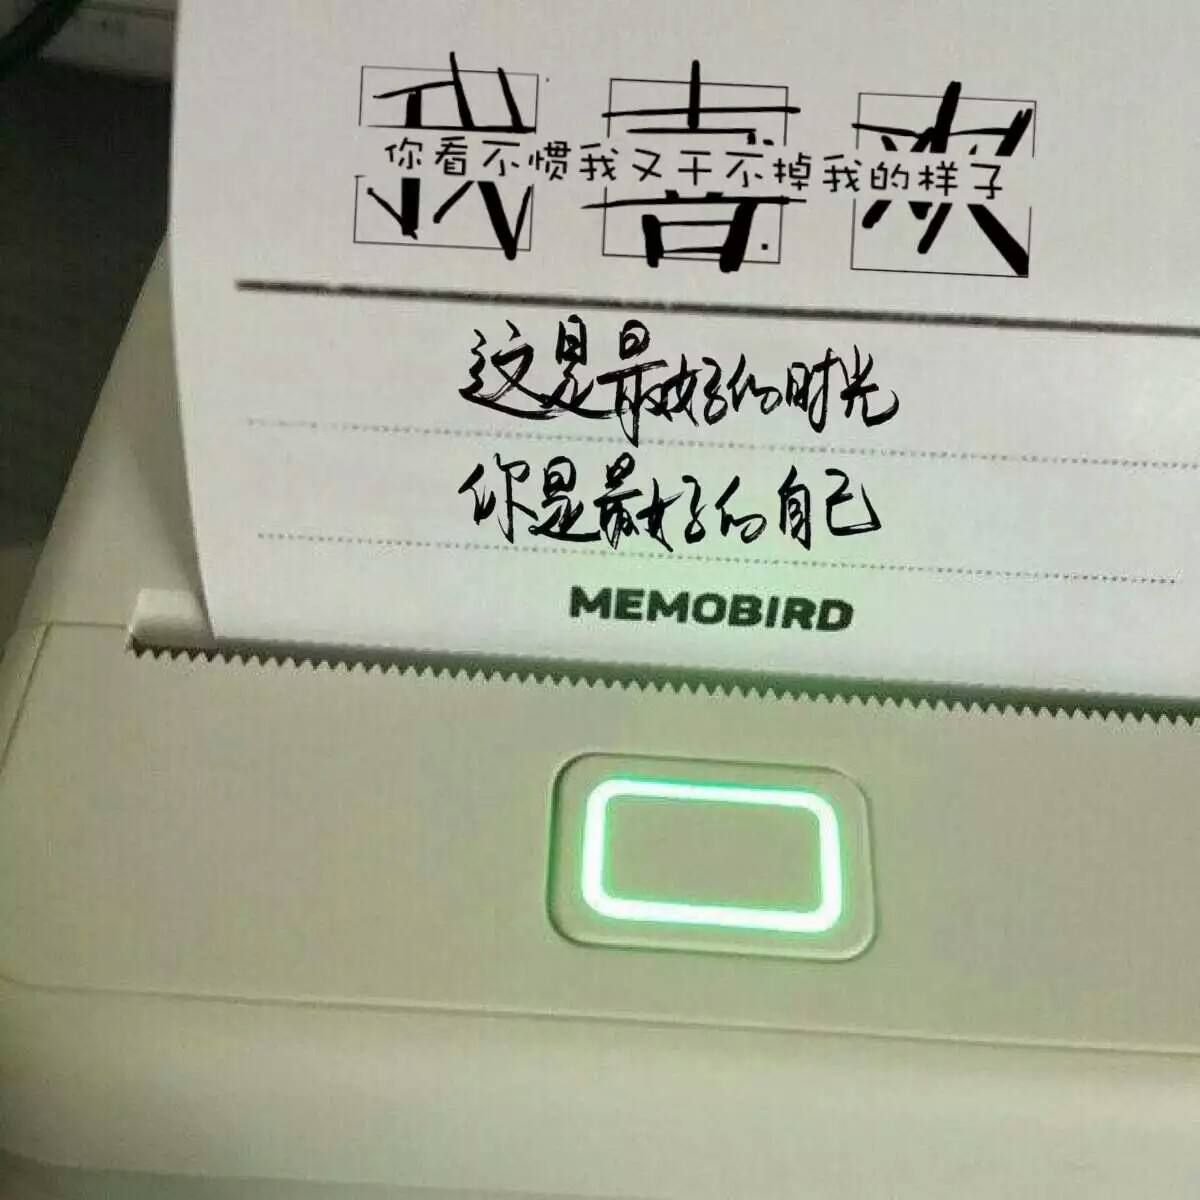 我喜欢
你看不惯我又干不掉我的样子
这是最好的时光
你是最好的自己
MEMOBIRD